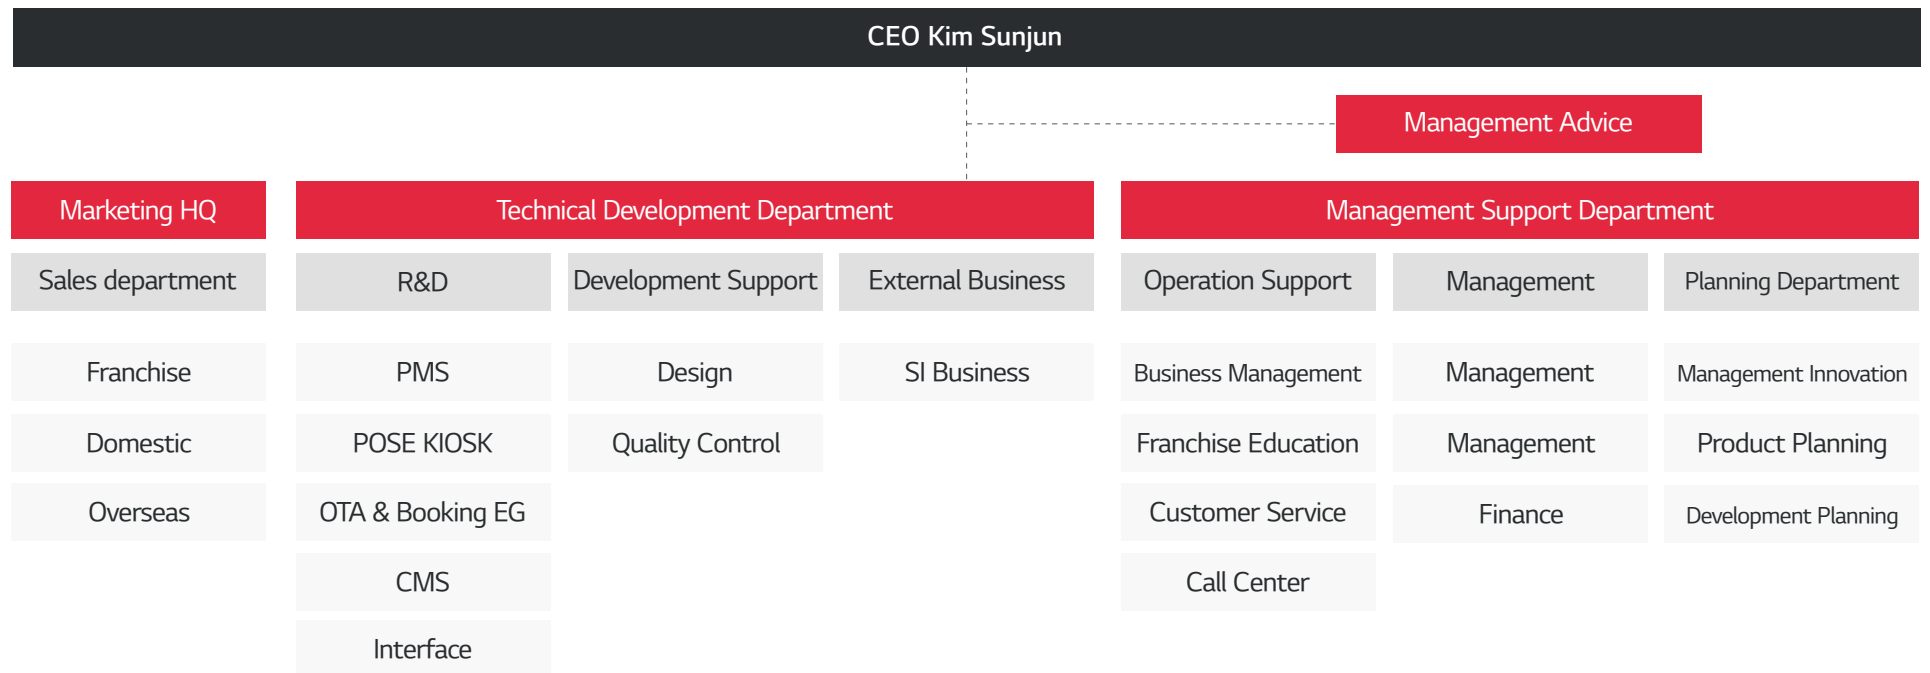 CEO Kim Sunjun
Management Advice
Marketing HQ
Technical Development Department
Management Support Department
Sales department
R&D
Development Support
External Business
Operation Support
Management
Planning Department
Franchise
PMS
Design
SI Business
Business Management
Management
Management Innovation
Domestic
POSE KIOSK
Quality Control
Franchise Education
Management
Product Planning
Overseas
OTA & Booking EG
Customer Service
Finance
Development Planning
CMS
Call Center
Interface